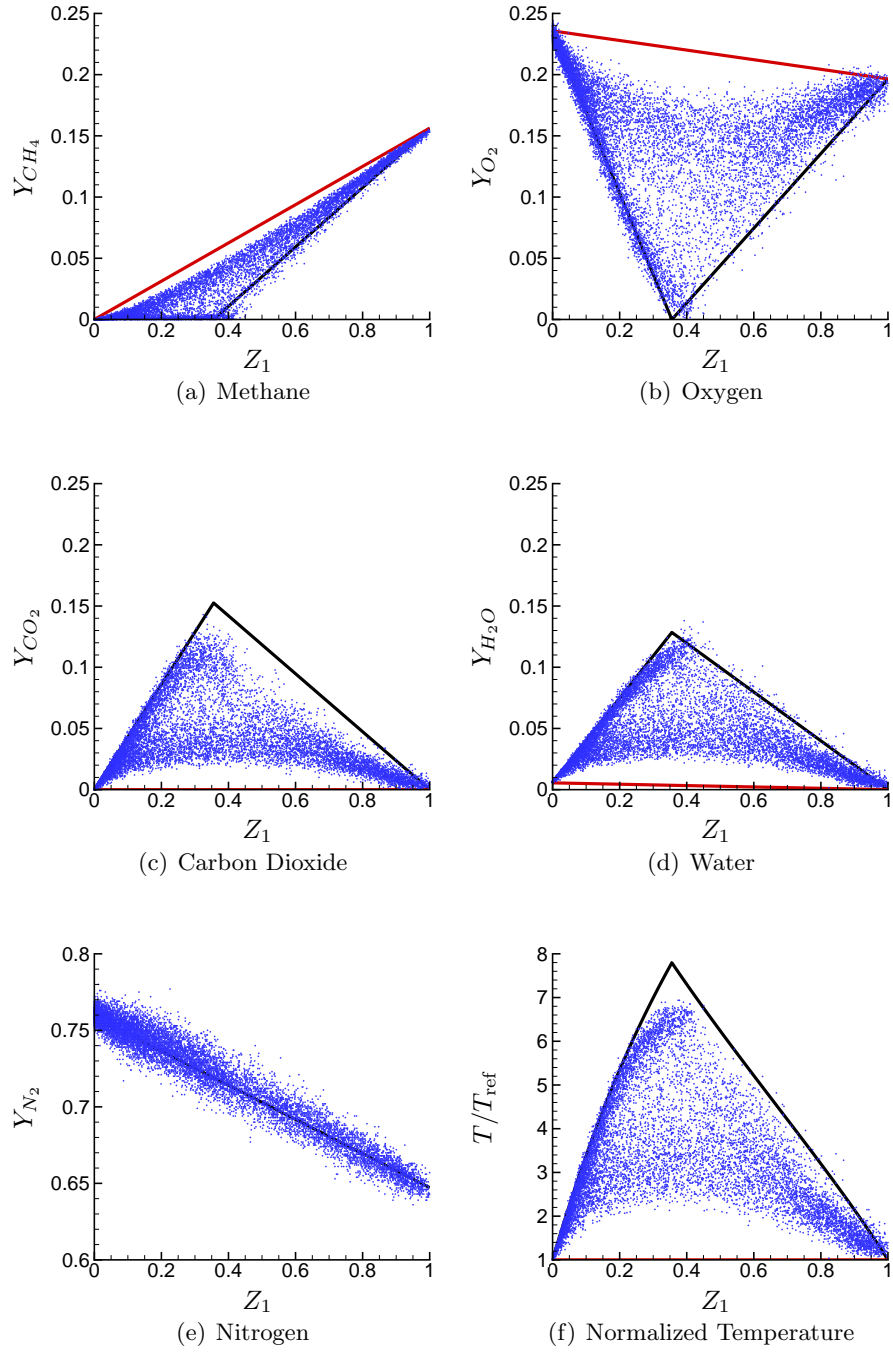 0.25 0.2 0.15 0.1 0.05 0
Y_{CH_4}
0 0.2 0.4 0.6 0.8 1
Z_1
(a) Methane
0.25 0.2 0.15 0.1 0.05 0
Y_{O_2}
0 0.2 0.4 0.6 0.8 1
Z_1
(b) Oxygen
0.25 0.2 0.15 0.1 0.05 0
Y_{CO_2}
0 0.2 0.4 0.6 0.8 1
Z_1
(c) Carbon Dioxide
0.25 0.2 0.15 0.1 0.05 0
Y_{H_2O}
0 0.2 0.4 0.6 0.8 1
Z_1
(d) Water
0.8 0.75 0.7 0.65 0.6
Y_{N_2}
0 0.2 0.4 0.6 0.8 1
Z_1
(e) Nitrogen
8 7 6 5 4 3 2 1
T/T_{ref}
0 0.2 0.4 0.6 0.8 1
Z_1
(f) Normalized Temperature